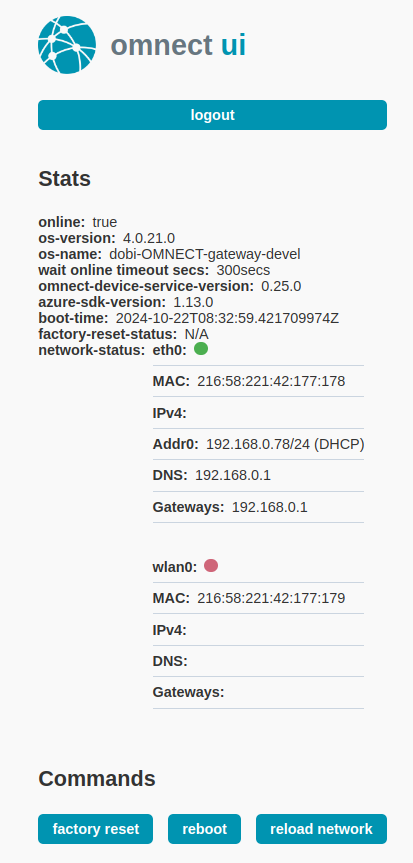 omnect ui
logout
Stats
online: true
os-version: 4.0.21.0
os-name: dobi-OMNECT-gateway-devel
wait online timeout secs: 300secs
omnect-device-service-version: 0.25.0
azure-sdk-version: 1.13.0
boot-time: 2024-10-22T08:32:59.421709974Z
factory-reset-status: N/A
network-status: eth0:
MAC: 216:58:221:42:177:178
IPv4:
Addr0: 192.168.0.78/24 (DHCP)
DNS: 192.168.0.1
Gateways: 192.168.0.1
wlan0:
MAC: 216:58:221:42:177:179
IPv4:
DNS:
Gateways:
Commands
factory reset reboot reload network